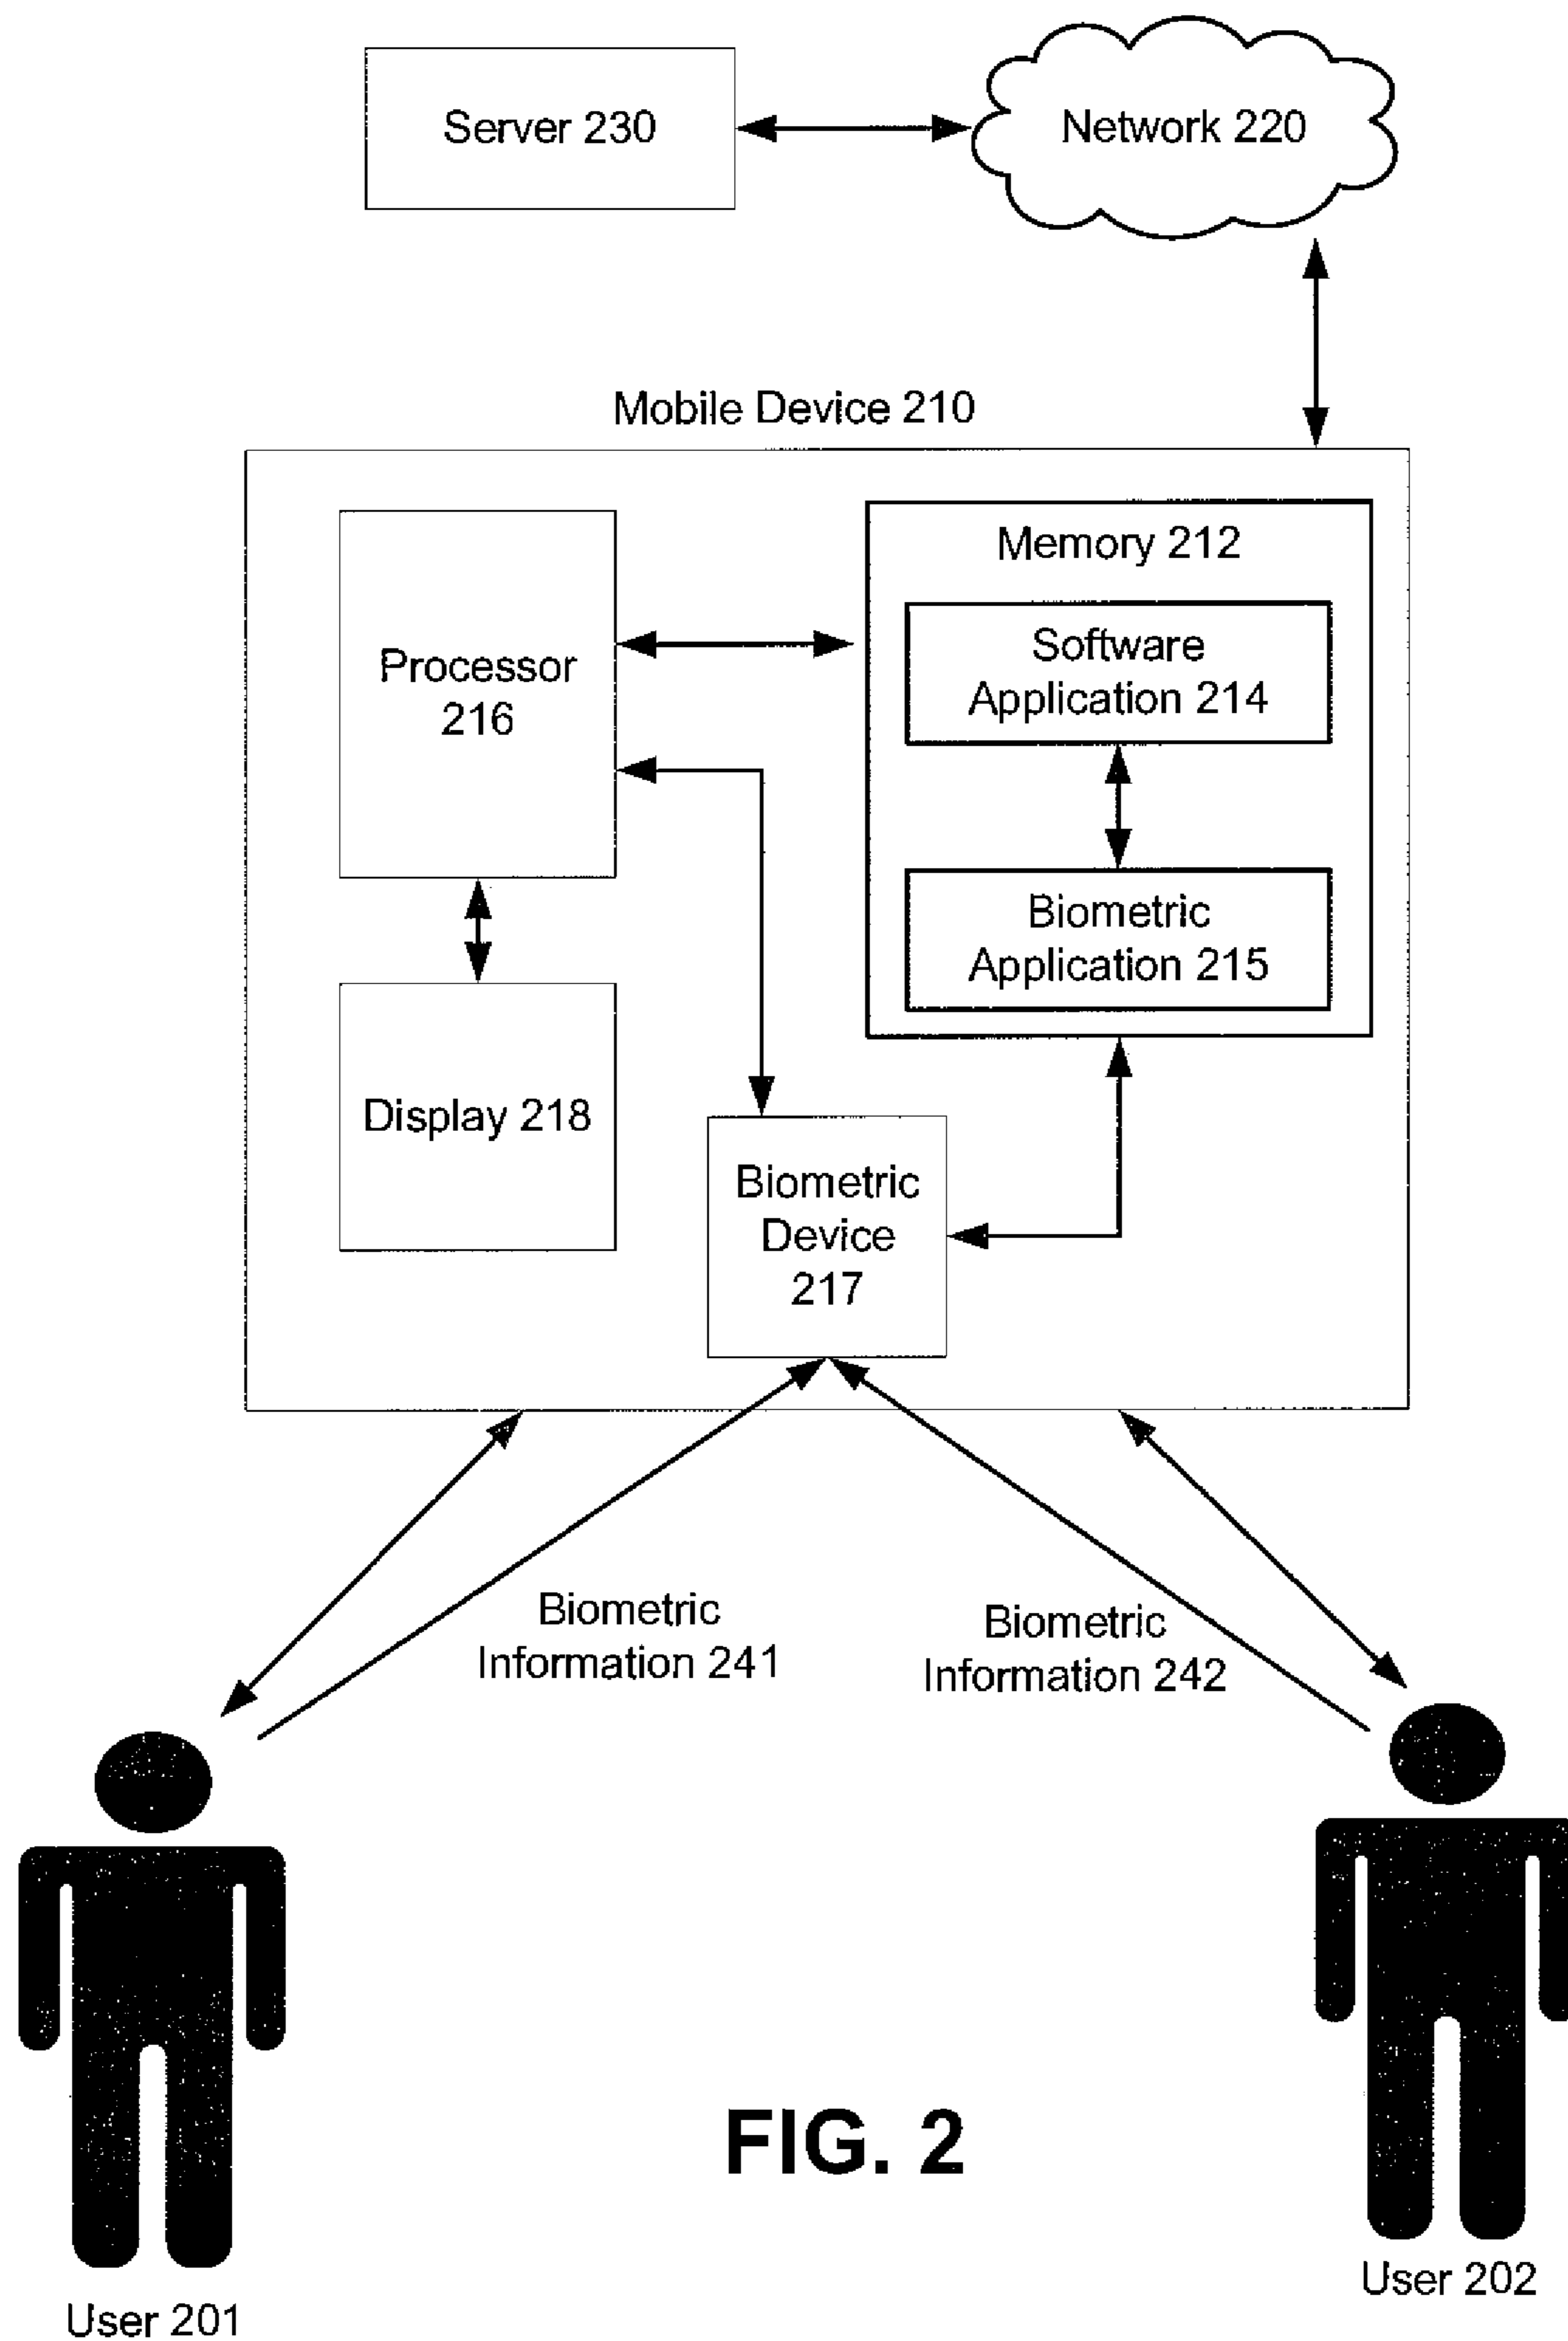 Server 230
Network 220
Mobile Device 210
Processor
216
Memory 212
Software
Application 214
Biometric
Application 215
Display 218
Biometric
Device
217
Biometric
Information 241
Biometric
Information 242
FIG. 2
User 201
User 202